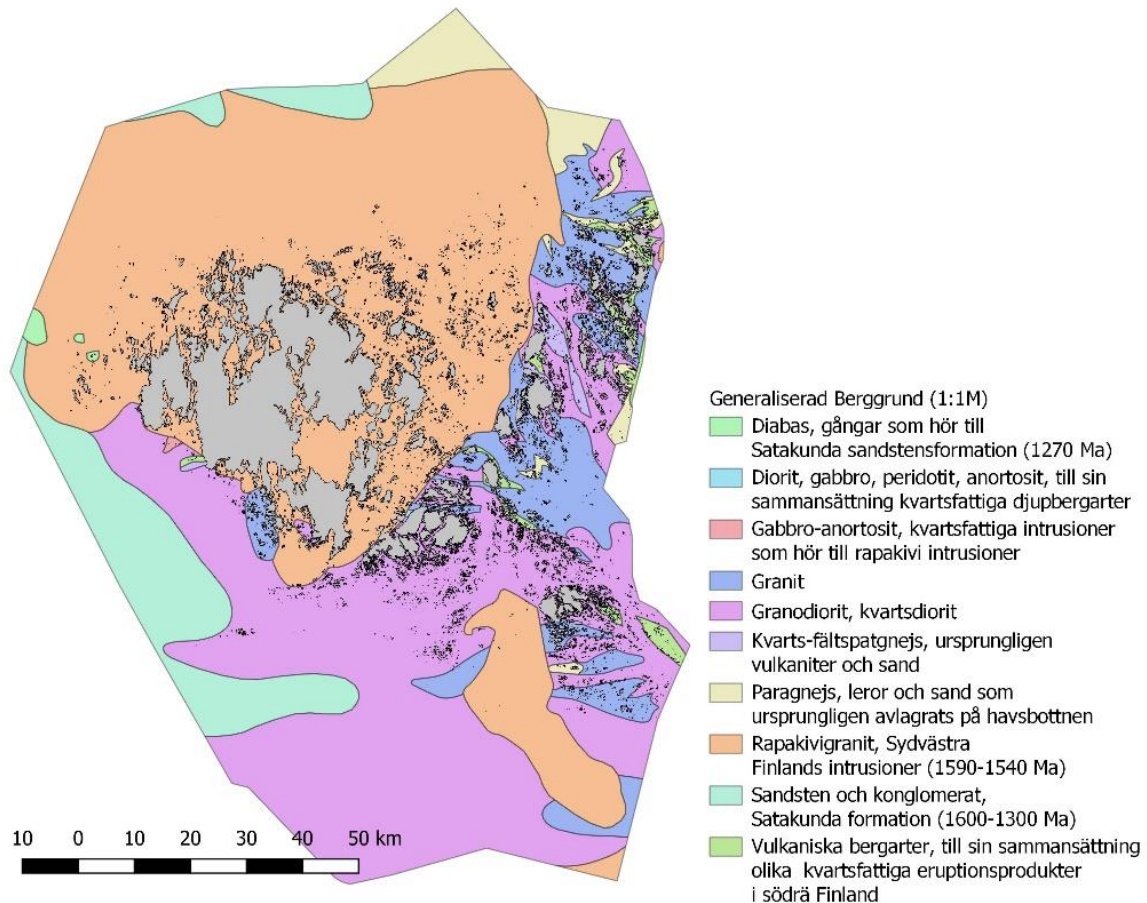 Generaliserad Berggrund (1:1M)
Diabas, gångar som hör till
Satakunda sandstensformation (1270 Ma)
Diorit, gabbro, peridotit, anortosit, till sin
sammansättning kvartsfattiga djupbergarter
Gabbro-anortosit, kvartsfattiga intrusioner
som hör till rapakivi intrusioner
Granit
Granodiorit, kvartsdiorit
Kvarts-fältspatgnejs, ursprungligen
vulkaniter och sand
Paragnejs, leror och sand som
ursprungligen avlagrats på havsbottnen
Rapakivigranit, Sydvästra
Finlands intrusioner (1590-1540 Ma)
Sandsten och konglomerat,
Satakunda formation (1600-1300 Ma)
Vulkaniska bergarter, till sin sammansättning
olika kvartsfattiga eruptionsprodukter
i södrä Finland
10 0 10 20 30 40 50 km